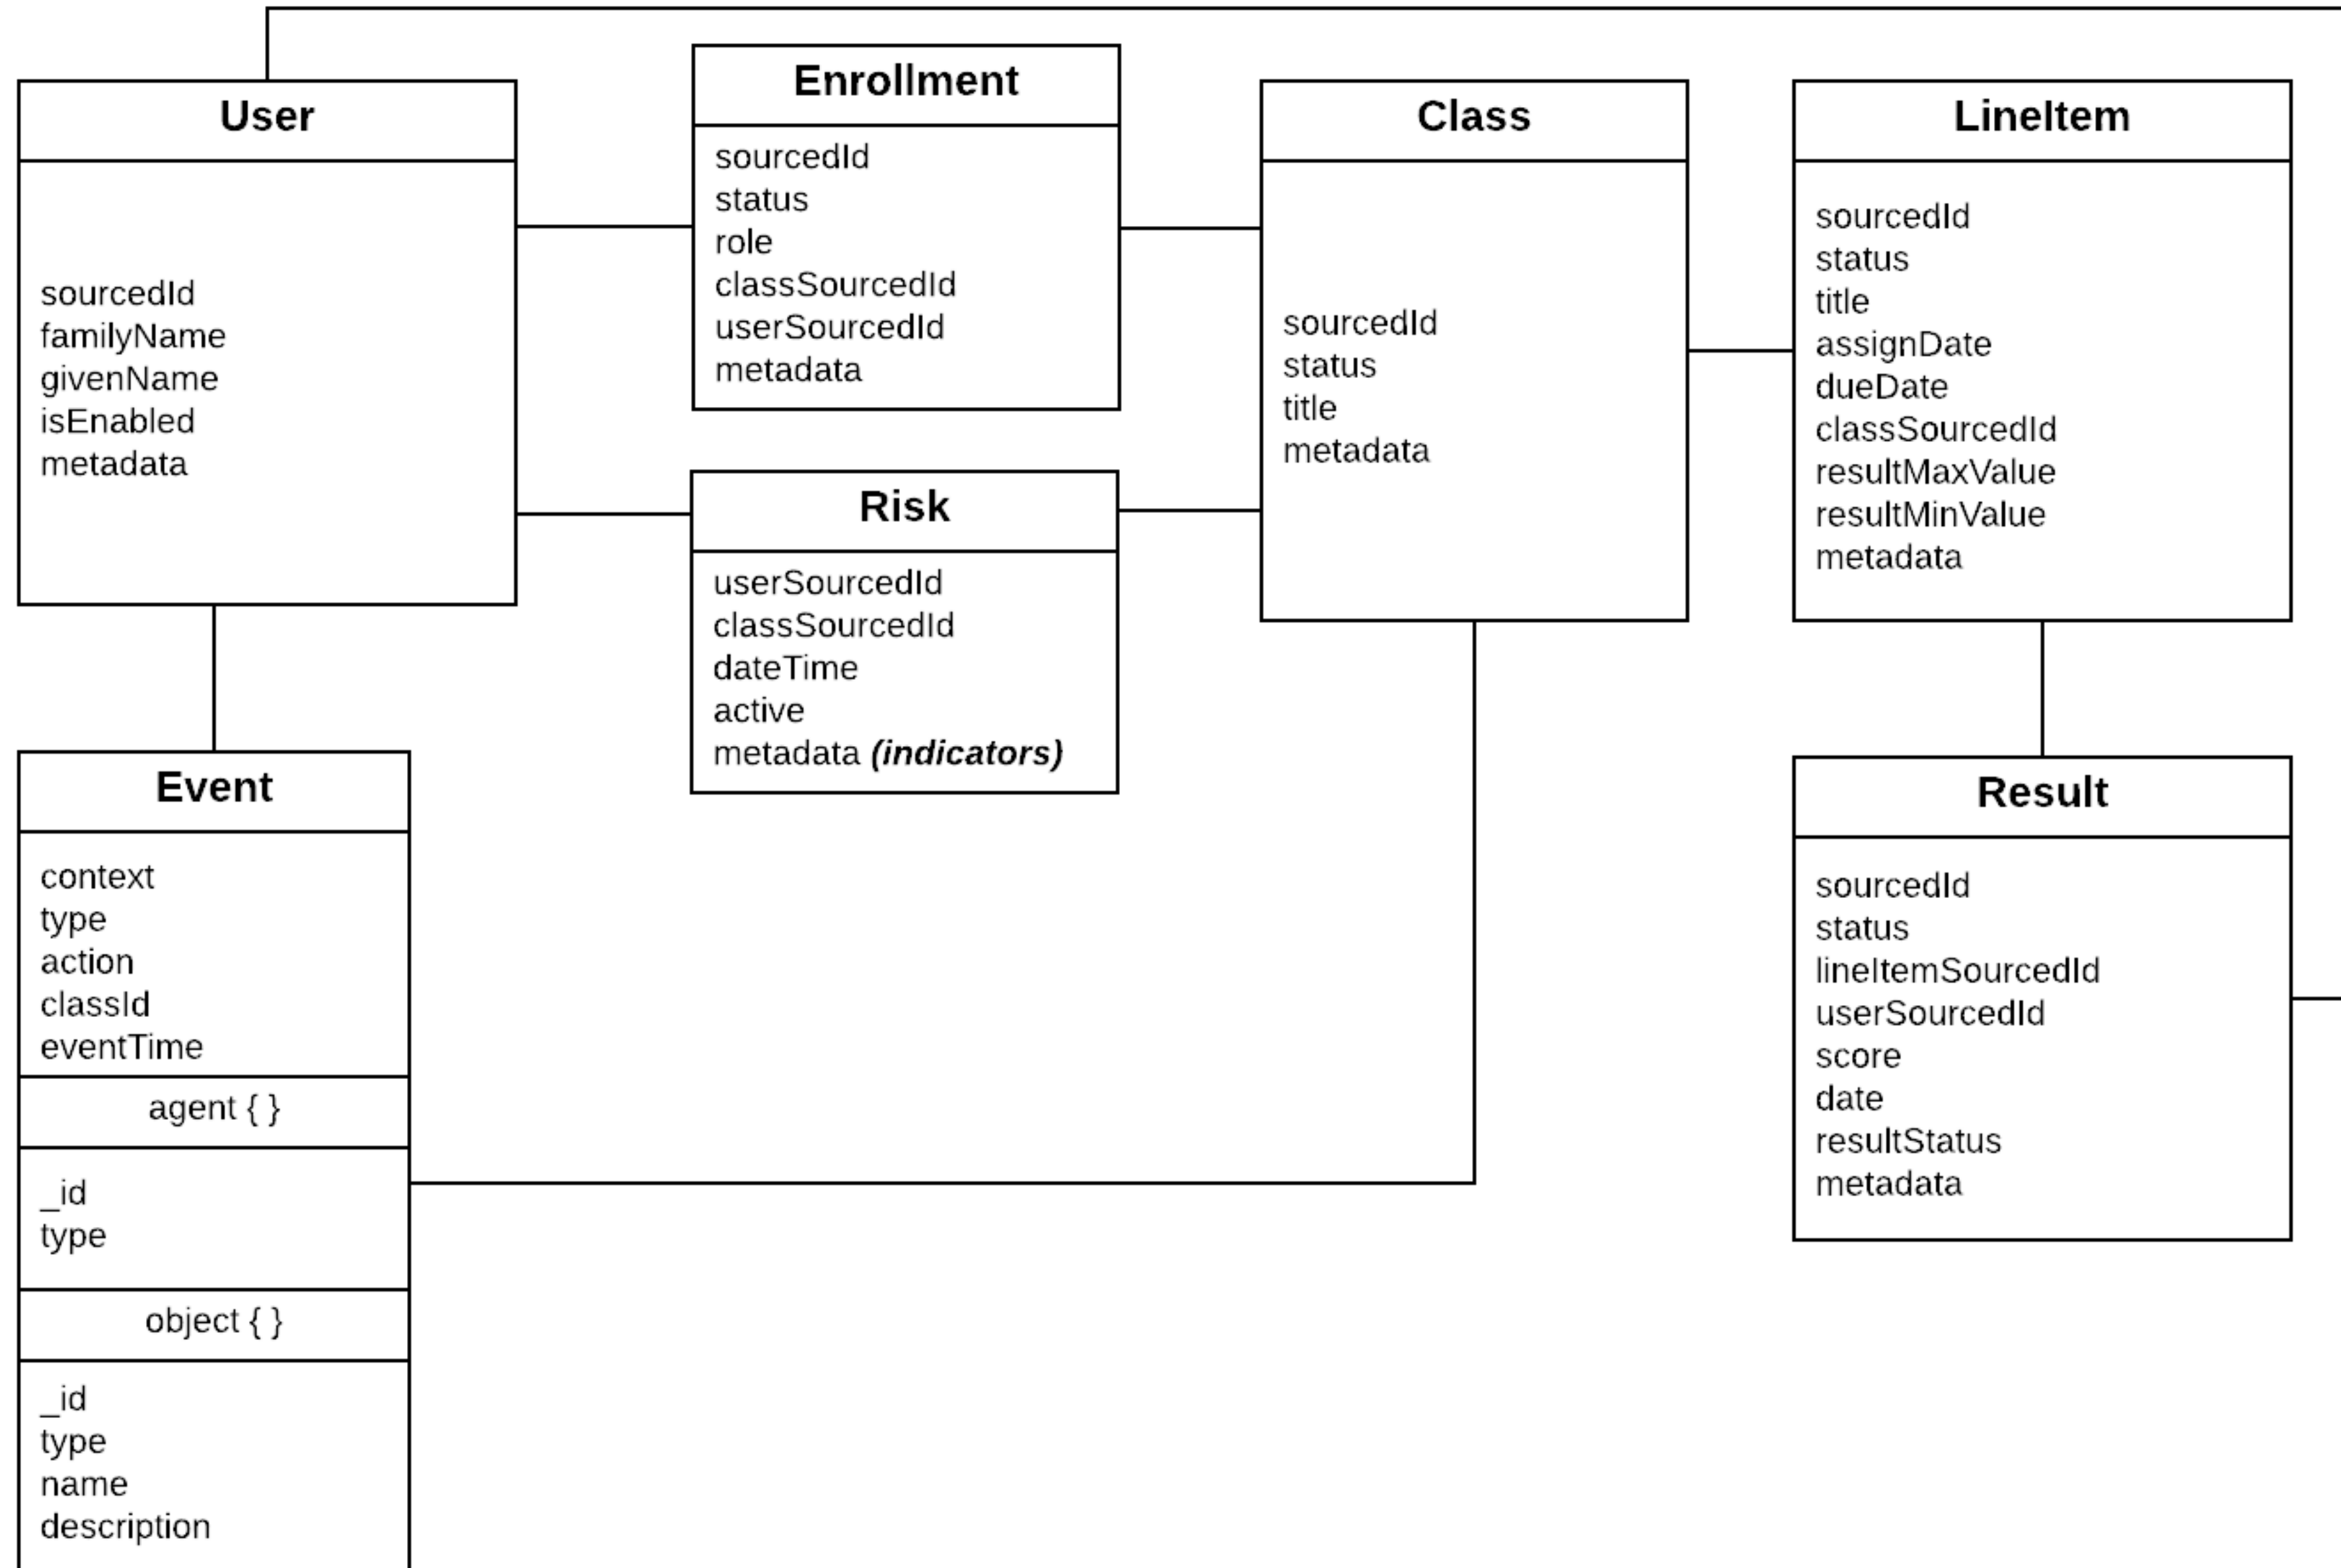 User
sourcedId
familyName
givenName
isEnabled
metadata
Enrollment
sourcedId
status
role
classSourcedId
userSourcedId
metadata
Risk
userSourcedId
classSourcedId
dateTime
active
metadata (indicators)
Class
sourcedId
status
title
metadata
LineItem
sourcedId
status
title
assignDate
dueDate
classSourcedId
resultMaxValue
resultMinValue
metadata
Event
context
type
action
classId
eventTime
agent { }
_id
type
object { }
_id
type
name
description
Result
sourcedId
status
lineItemSourcedId
userSourcedId
score
date
resultStatus
metadata